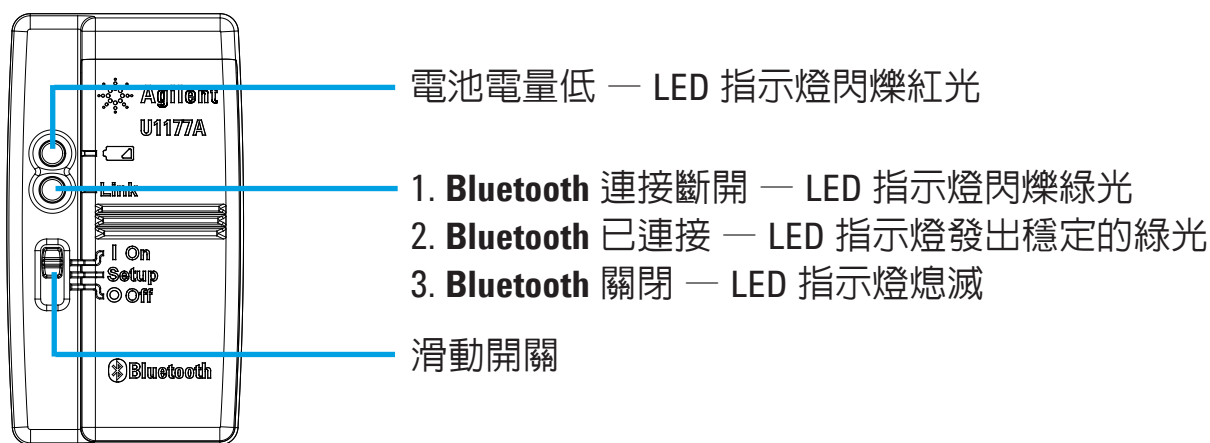 Agilent
U1177A
Link
I On
Setup
O Off
Bluetooth
電池電量低 — LED 指示燈閃爍紅光
1. Bluetooth 連接斷開 — LED 指示燈閃爍綠光
2. Bluetooth 已連接 — LED 指示燈發出穩定的綠光
3. Bluetooth 關閉 — LED 指示燈熄滅
滑動開關